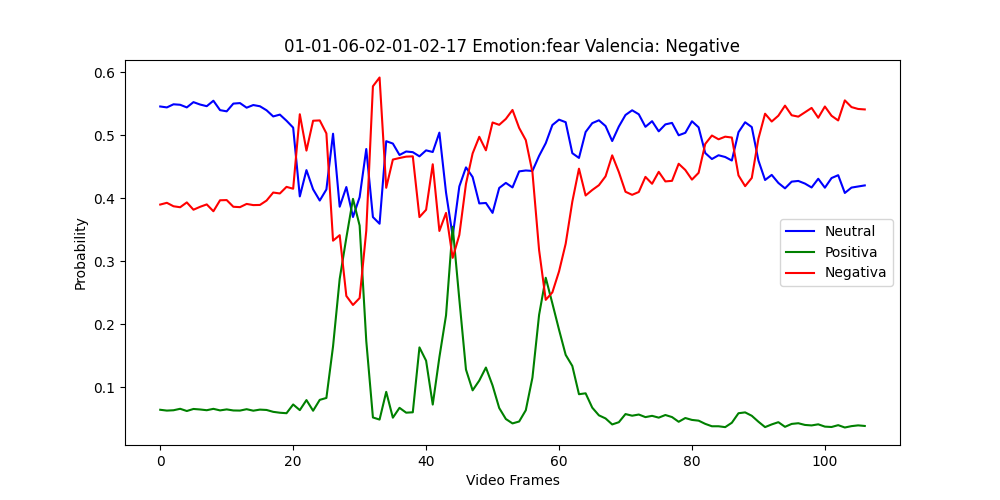 01-01-06-02-01-02-17 Emotion:fear Valencia: Negative
Probability
0.6
0.5
0.4
0.3
0.2
0.1
Neutral
Positiva
Negativa
0 20 40 60 80 100
Video Frames